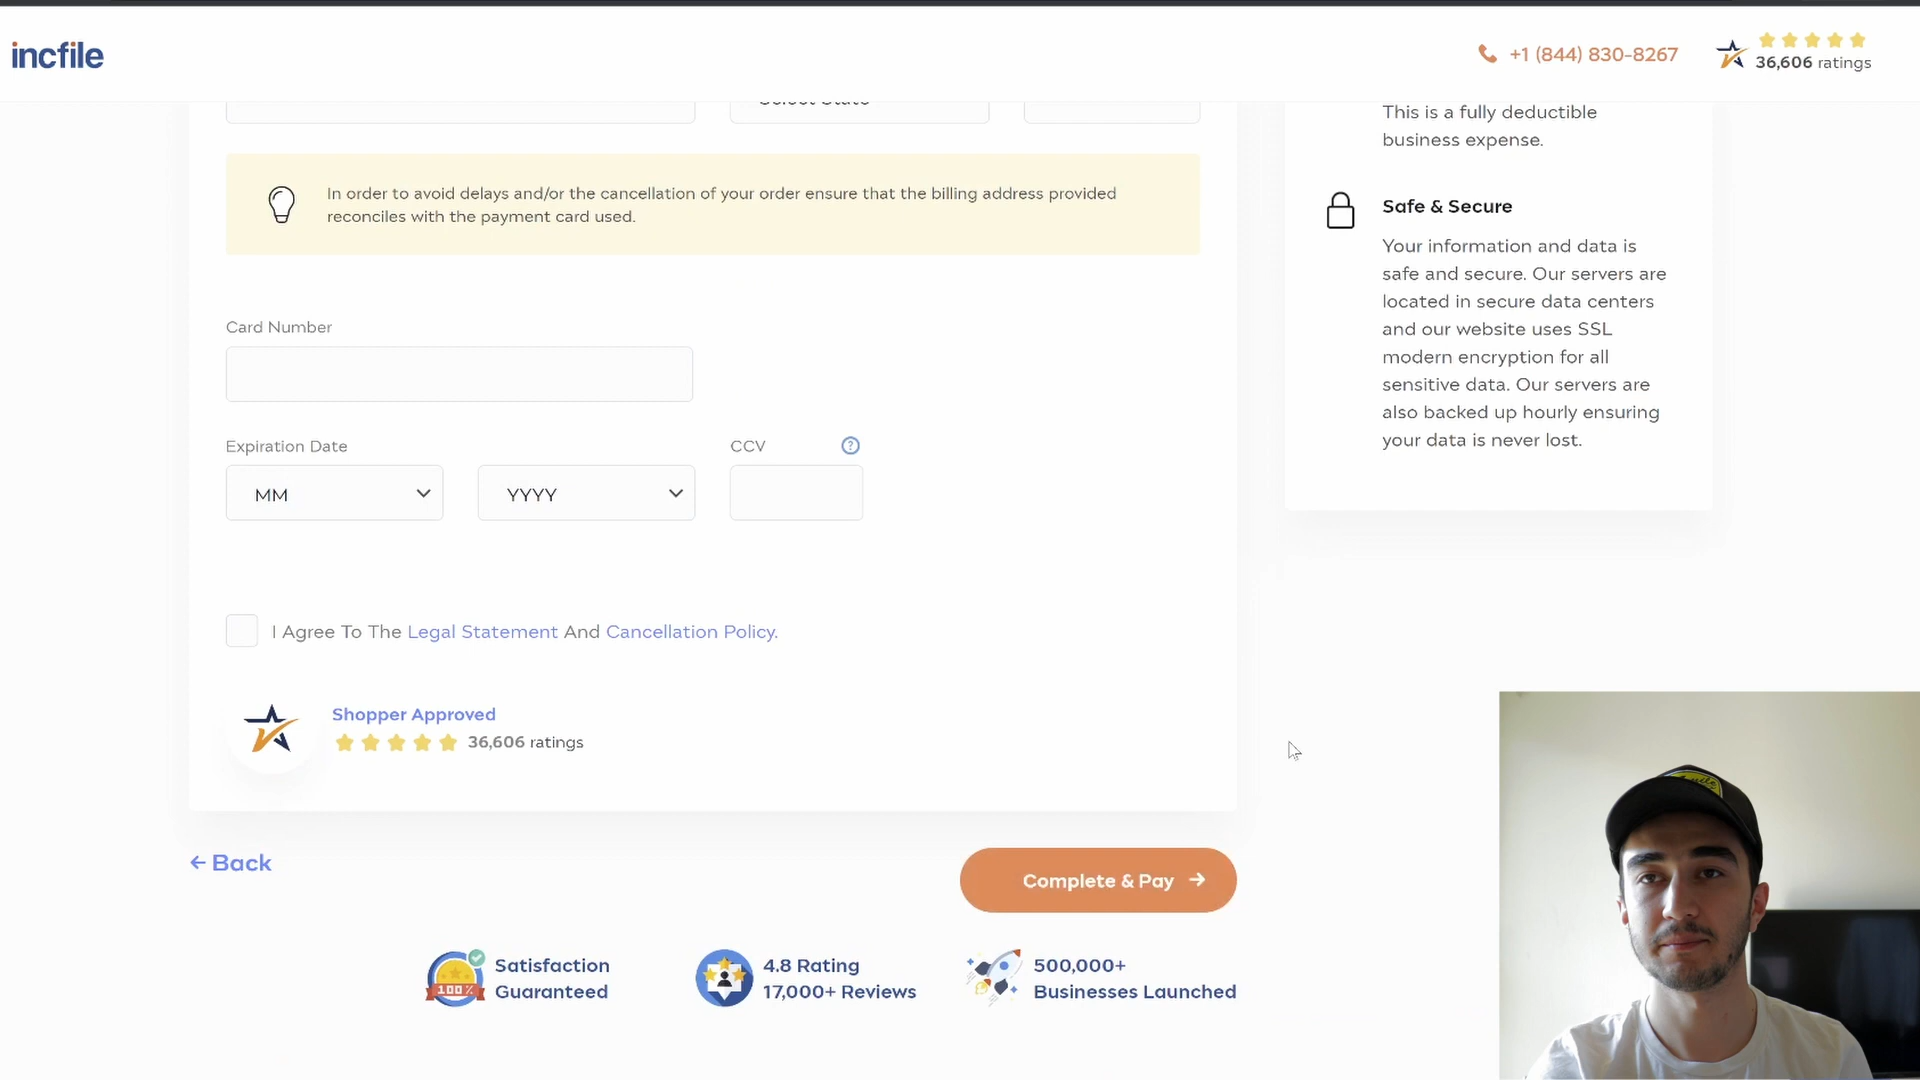 incfile
+1 (844) 830-8267
36,606 ratings
Select State
This is a fully deductible
business expense.
In order to avoid delays and/or the cancellation of your order ensure that the billing address provided
reconciles with the payment card used.
Safe & Secure
Your information and data is
safe and secure. Our servers are
located in secure data centers
and our website uses SSL
modern encryption for all
sensitive data. Our servers are
also backed up hourly ensuring
your data is never lost.
Card Number
Expiration Date
CCV
?
MM
YYYY
I Agree To The Legal Statement And Cancellation Policy.
Shopper Approved
36,606 ratings
← Back
Complete & Pay →
100%
Satisfaction
Guaranteed
4.8 Rating
17,000+ Reviews
500,000+
Businesses Launched